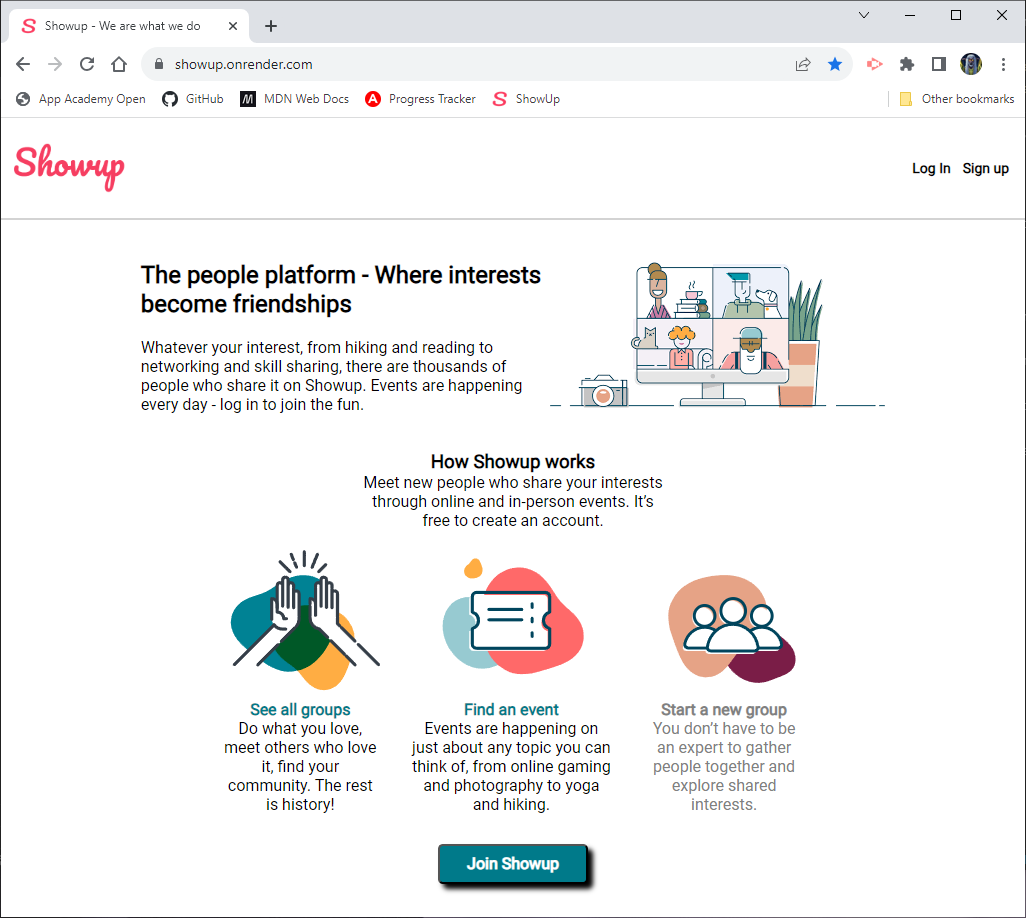 Showup - We are what we do
showup.onrender.com
App Academy Open GitHub MDN Web Docs Progress Tracker ShowUp Other bookmarks
Showup
Log In Sign up
The people platform - Where interests
become friendships
Whatever your interest, from hiking and reading to
networking and skill sharing, there are thousands of
people who share it on Showup. Events are happening
every day - log in to join the fun.
How Showup works
Meet new people who share your interests
through online and in-person events. It’s
free to create an account.
See all groups
Do what you love,
meet others who love
it, find your
community. The rest
is history!
Find an event
Events are happening on
just about any topic you can
think of, from online gaming
and photography to yoga
and hiking.
Start a new group
You don’t have to be
an expert to gather
people together and
explore shared
interests.
Join Showup